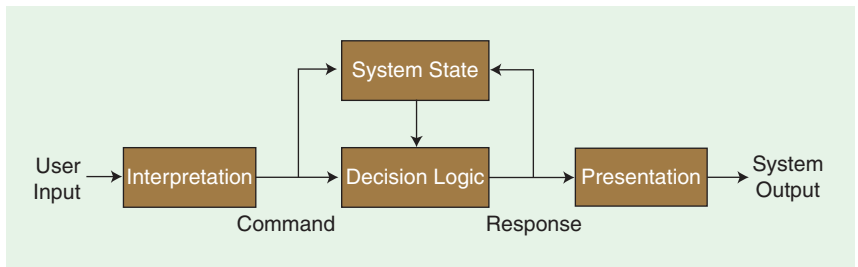 System State
User
Input
Interpretation
Decision Logic
Presentation
System
Output
Command
Response